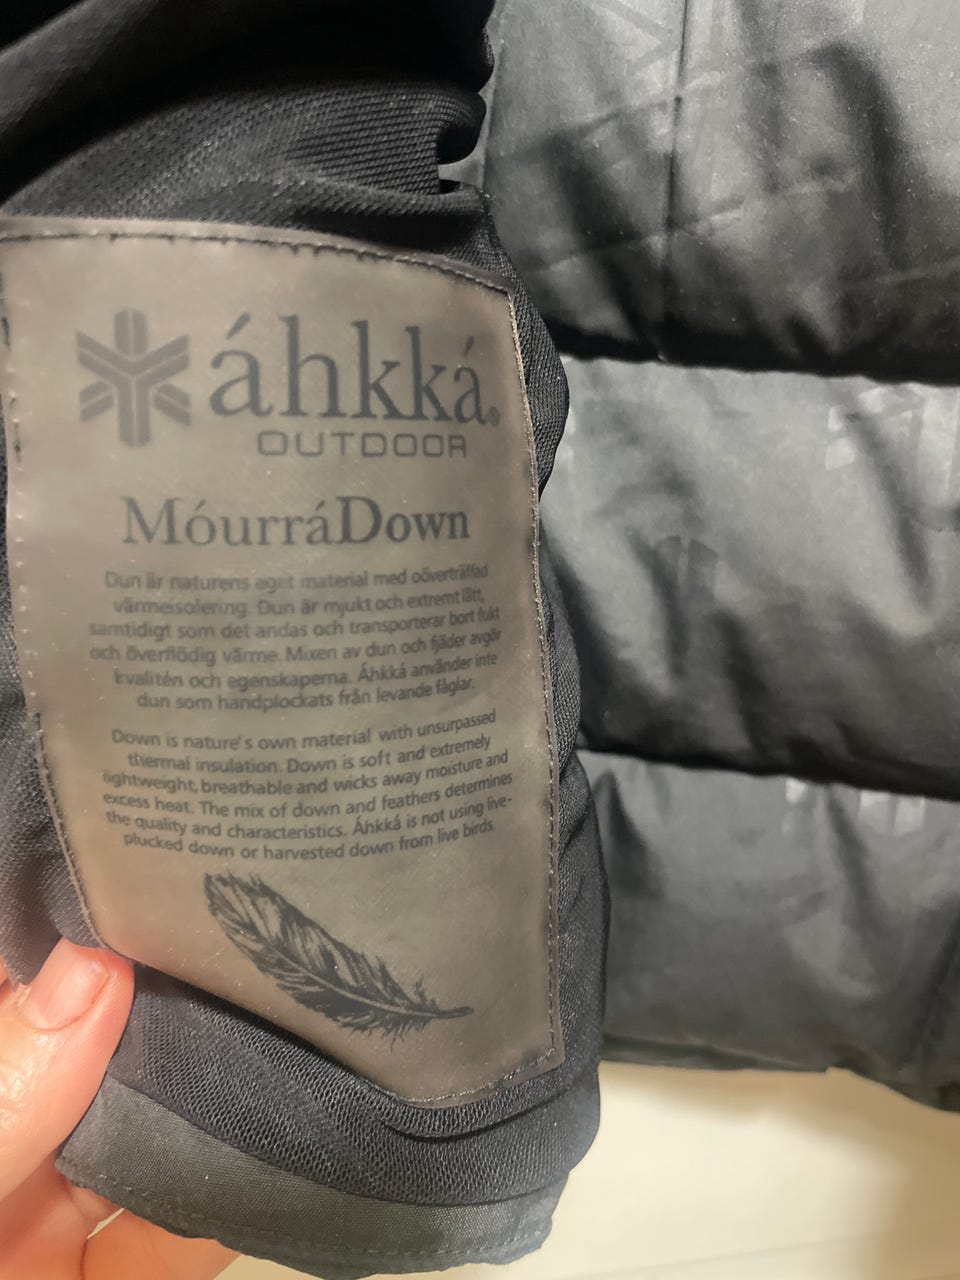 áhkká®
OUTDOOR
MóurráDown
Dun är naturens eget material med oöverträffad
värmeisolering. Dun är mjukt och extremt lätt,
samtidigt som det andas och transporterar bort fukt
och överflödig värme. Mixen av dun och fjäder avgör
kvalitén och egenskaperna. Áhkká använder inte
dun som handplockats från levande fåglar.
Down is nature's own material with unsurpassed
thermal insulation. Down is soft and extremely
lightweight, breathable and wicks away moisture and
excess heat. The mix of down and feathers determines
the quality and characteristics. Áhkká is not using live-
plucked down or harvested down from live birds.